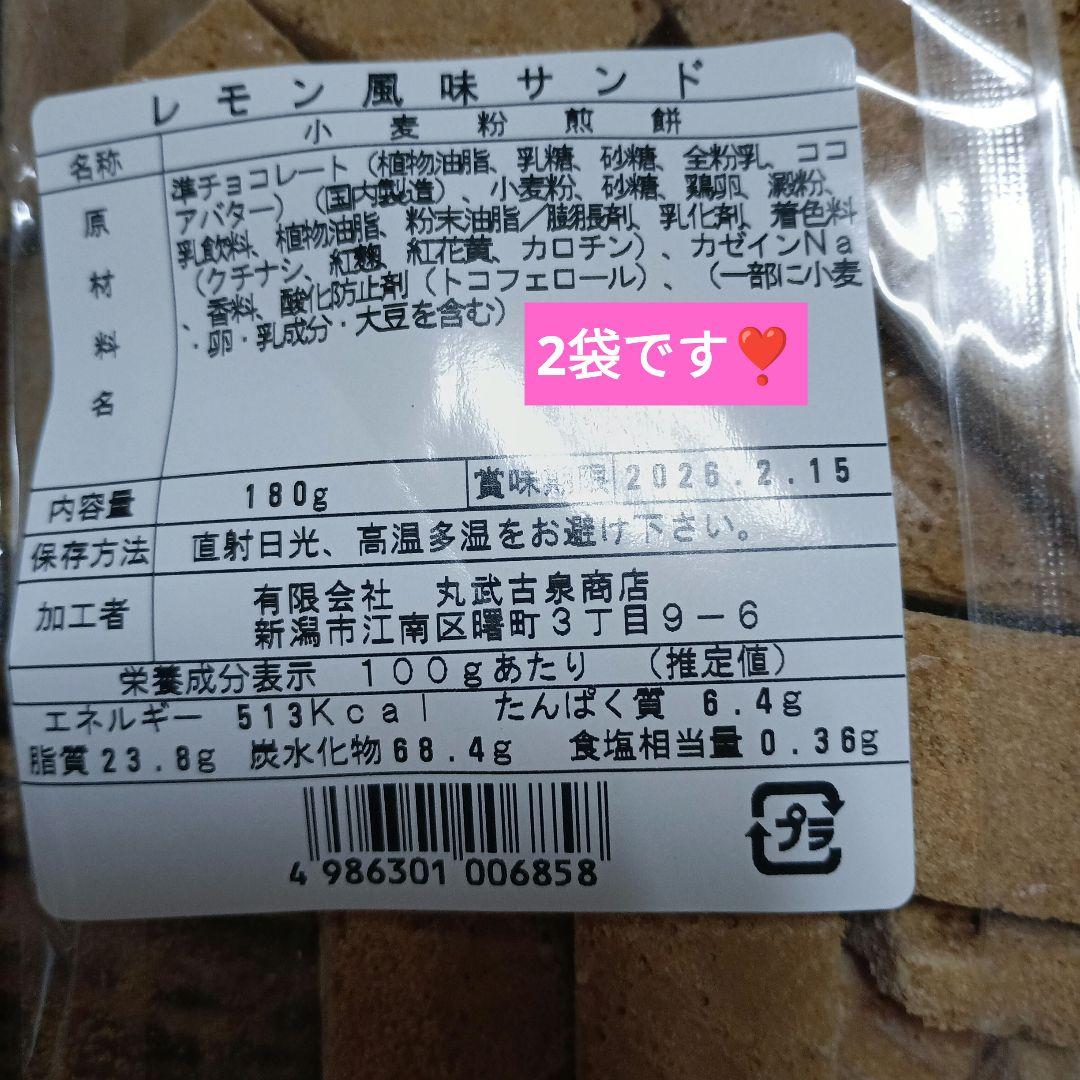 レモン風味サンド
名称 小麦粉煎餅
原材料名
準チョコレート（植物油脂、乳糖、砂糖、全粉乳、ココ
アバター）（国内製造）、小麦粉、砂糖、鶏卵、澱粉、
乳飲料、植物油脂、粉末油脂／膨脹剤、乳化剤、着色料
（クチナシ、紅麹、紅花黄、カロチン）、カゼインNa
、香料、酸化防止剤（トコフェロール）、（一部に小麦
・卵・乳成分・大豆を含む）
2袋です❣️
内容量 180g 賞味期限 2026.2.15
保存方法 直射日光、高温多湿をお避け下さい。
加工者 有限会社 丸武古泉商店
新潟市江南区曙町3丁目9-6
栄養成分表示 100gあたり （推定値）
エネルギー 513Kcal たんぱく質 6.4g
脂質23.8g 炭水化物68.4g 食塩相当量0.36g
4 986301 006858
プラ